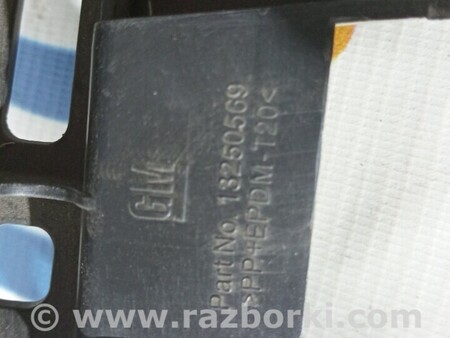 GM
Part No. 13250569
>PP+EPDM-T20<
© www.razborki.com